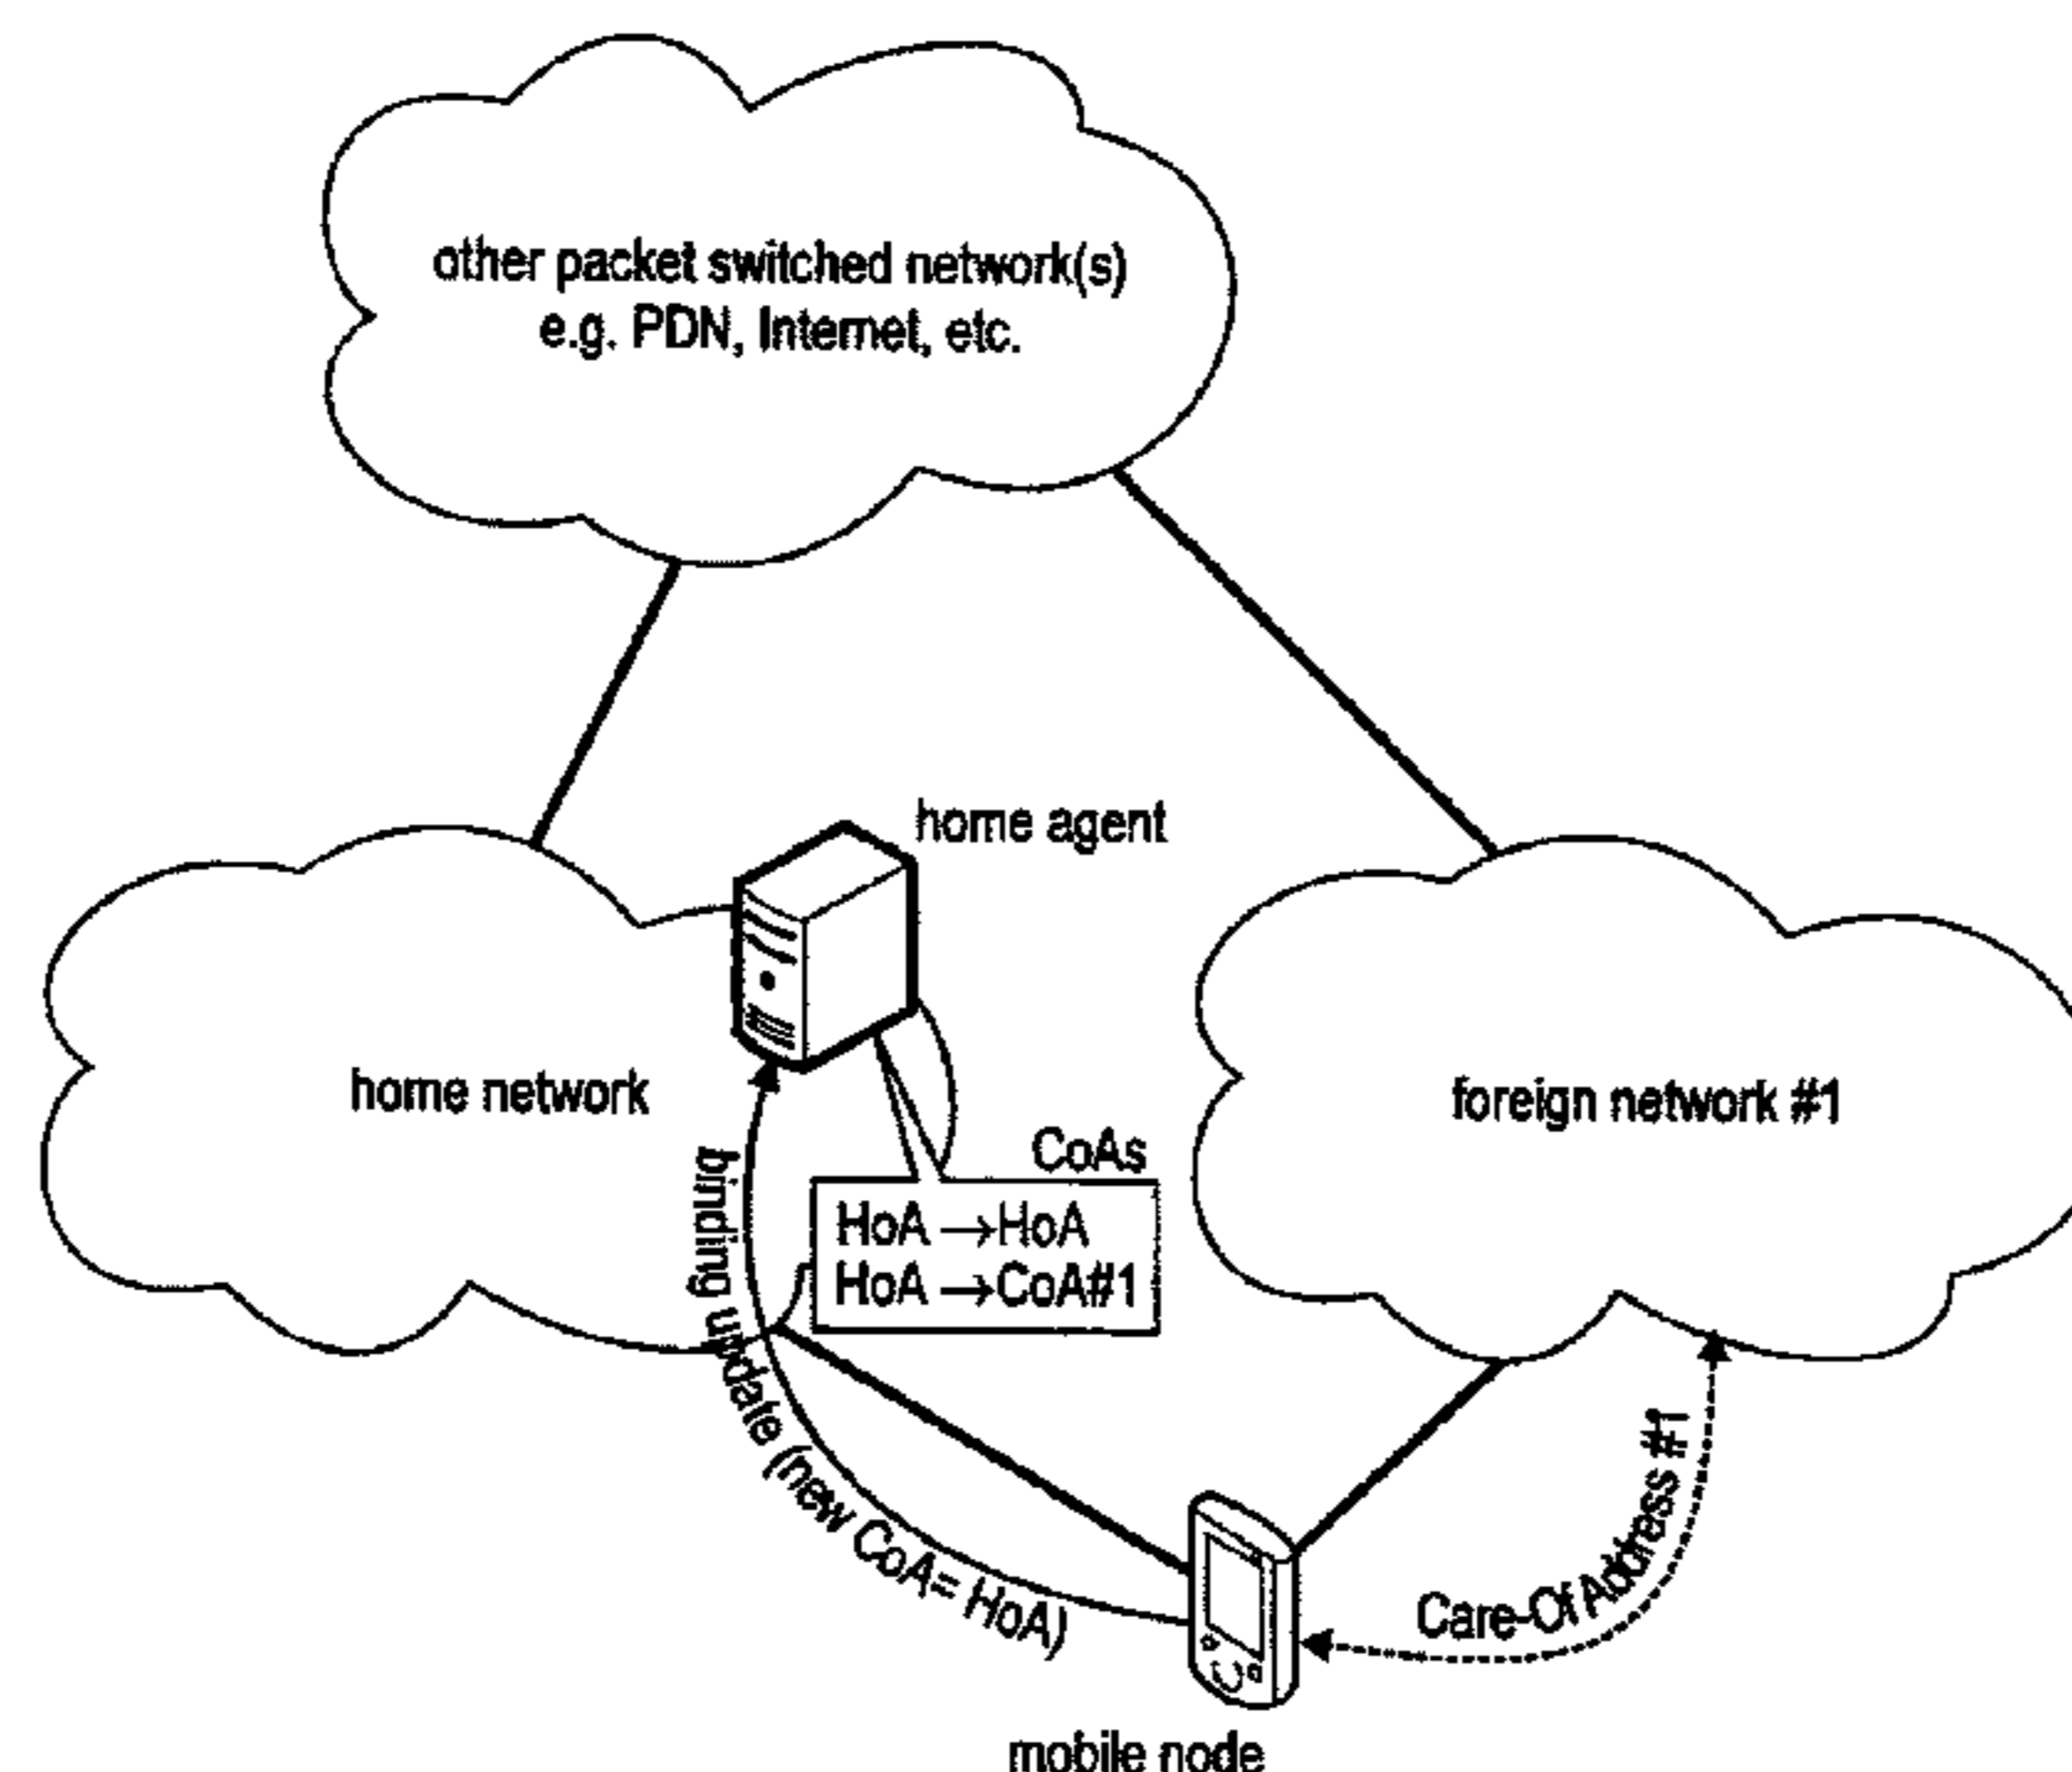 other packet switched network(s)
e.g. PDN, Internet, etc.
home agent
home network
foreign network #1
CoAs
HoA →HoA
HoA →CoA#1
binding update (new CoA= HoA)
Care-Of Address #1
mobile node